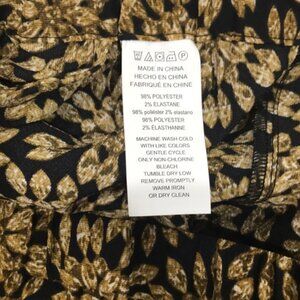 MADE IN CHINA
HECHO EN CHINA
FABRIQUÉ EN CHINE
98% POLYESTER
2% ELASTANE
98% poliéster 2% elastano
98% POLYESTER
2% ÉLASTHANNE
MACHINE WASH COLD
WITH LIKE COLORS
GENTLE CYCLE
ONLY NON-CHLORINE
BLEACH
TUMBLE DRY LOW
REMOVE PROMPTLY
WARM IRON
OR DRY CLEAN